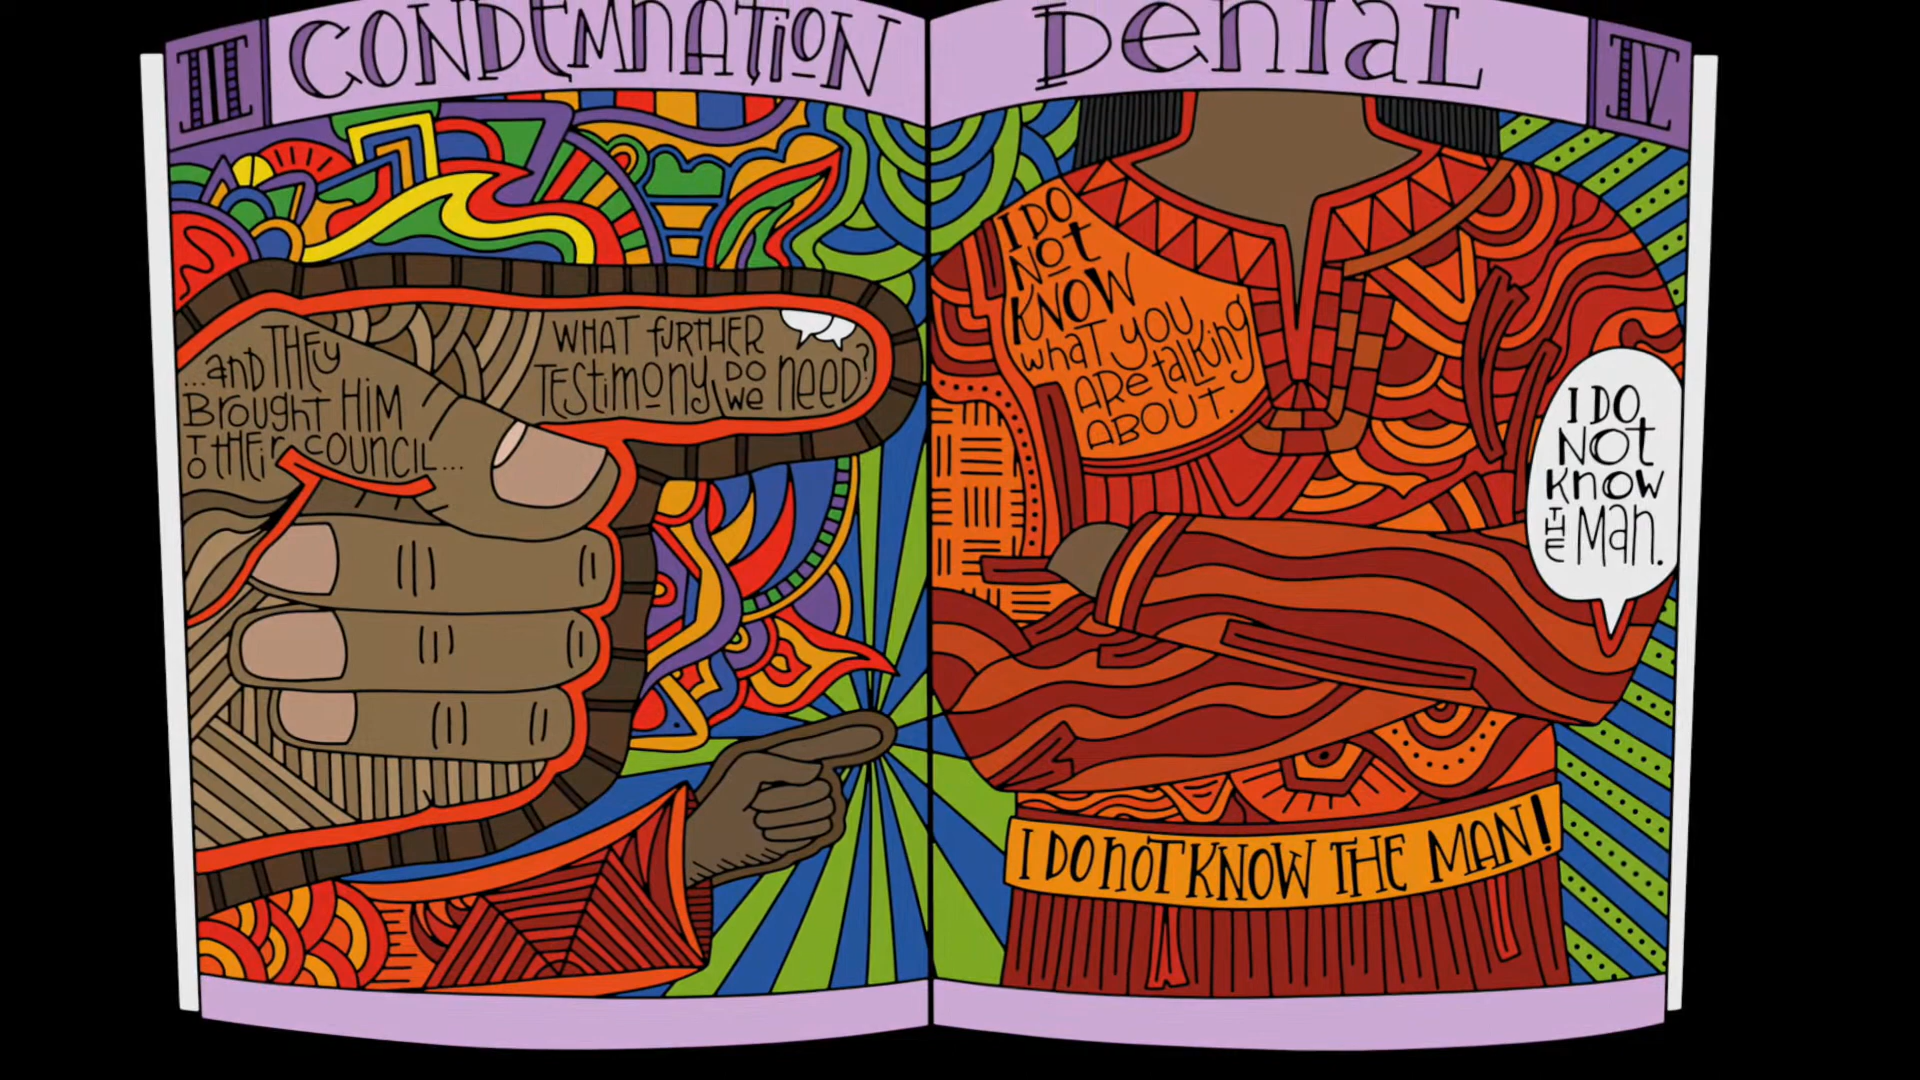 III
CONDEMNATION
...and THEY
BrougHT HiM
TO THEir COUNCIL...
WHAT fURTHER
TESTIMONY DO
we need?
DENIAL
IV
I DO
NOT
KNOW
what you
ARE talking
ABOUT.
I DO
NOT
KNOW
THE Man.
I DO nOT KNOW THE MAN!